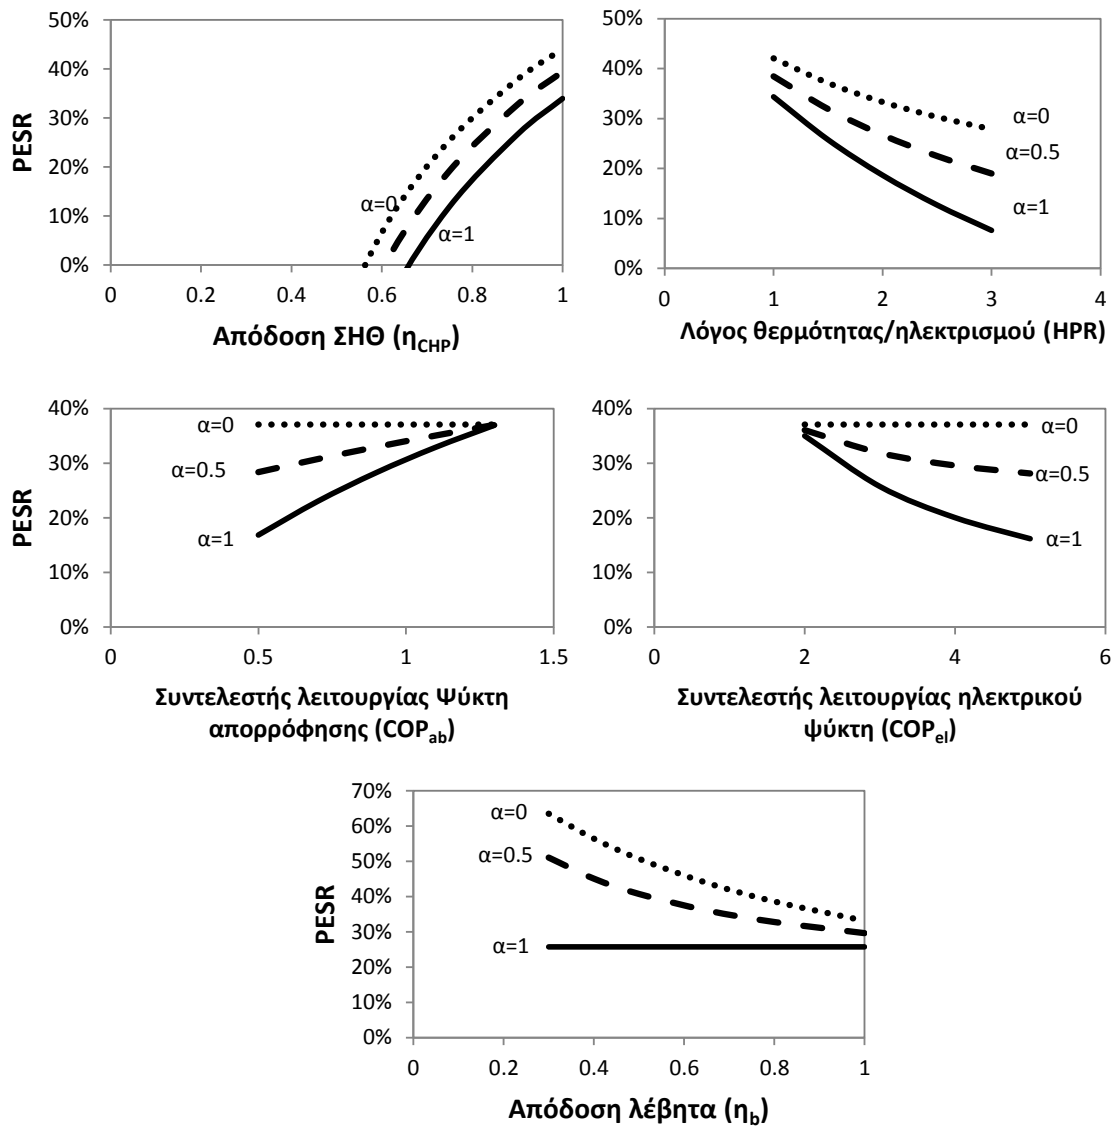 50%
40%
30%
20%
10%
0%
PESR
α=0
α=1
0
0.2
0.4
0.6
0.8
1
Απόδοση ΣΗΘ (ηCHP)
50%
40%
30%
20%
10%
0%
α=0
α=0.5
α=1
0
1
2
3
4
Λόγος θερμότητας/ηλεκτρισμού (HPR)
40%
30%
20%
10%
0%
PESR
α=0
α=0.5
α=1
0
0.5
1
1.5
Συντελεστής λειτουργίας Ψύκτη
απορρόφησης (COPab)
40%
30%
20%
10%
0%
α=0
α=0.5
α=1
0
2
4
6
Συντελεστής λειτουργίας ηλεκτρικού
ψύκτη (COPel)
70%
60%
50%
40%
30%
20%
10%
0%
PESR
α=0
α=0.5
α=1
0
0.2
0.4
0.6
0.8
1
Απόδοση λέβητα (ηb)